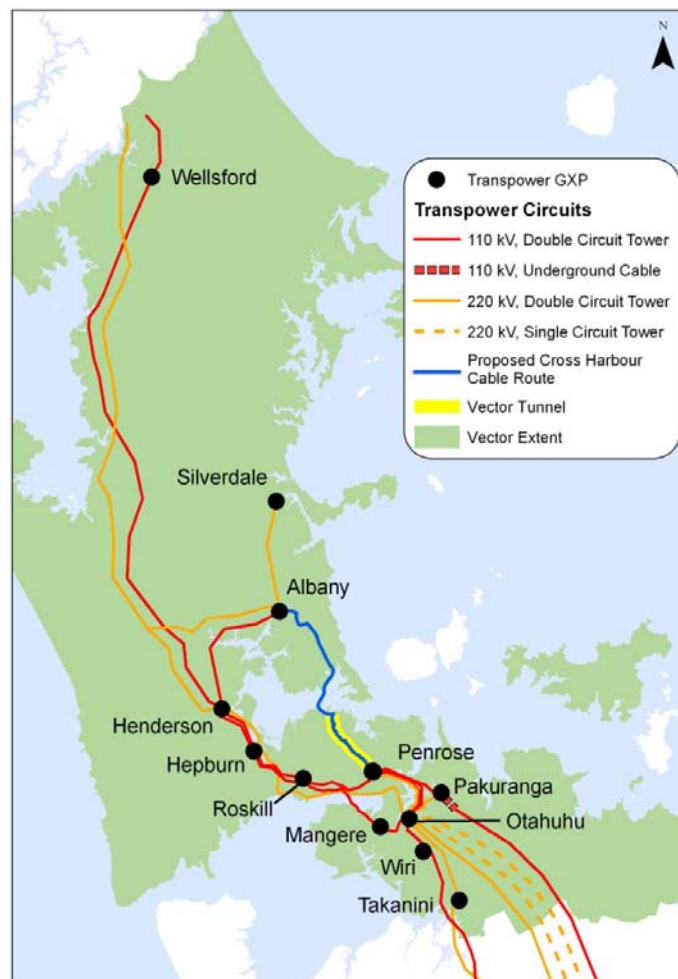 N
Wellsford
Transpower GXP
Transpower Circuits
110 kV, Double Circuit Tower
110 kV, Underground Cable
220 kV, Double Circuit Tower
220 kV, Single Circuit Tower
Proposed Cross Harbour
Cable Route
Vector Tunnel
Vector Extent
Silverdale
Albany
Henderson
Hepburn
Roskill
Penrose
Pakuranga
Otahuhu
Mangere
Wiri
Takanini